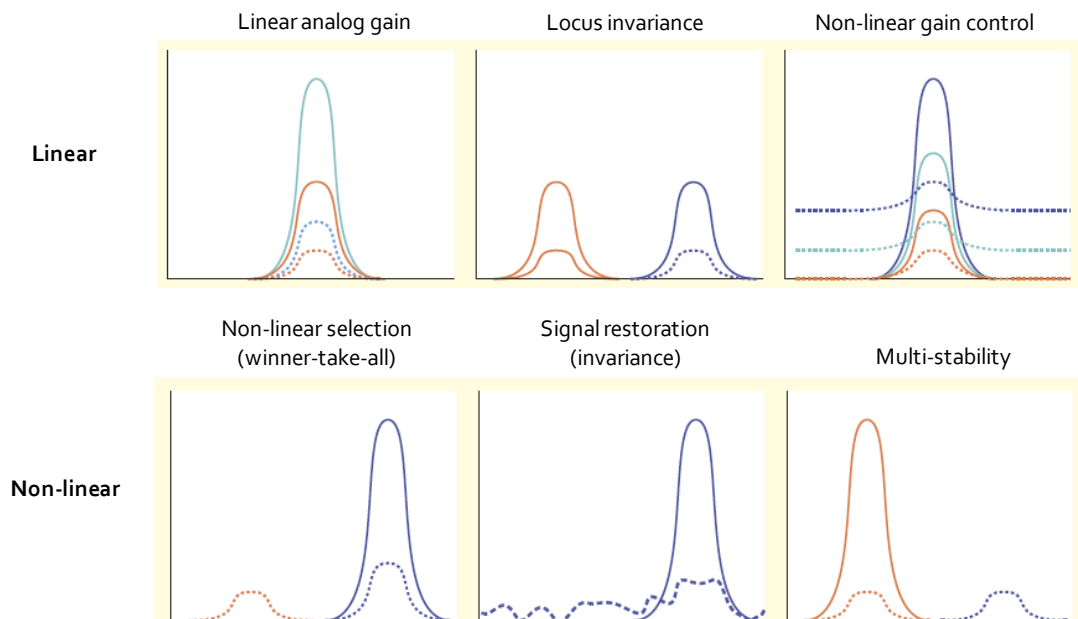 Linear analog gain
Locus invariance
Non-linear gain control
Linear
Non-linear selection
(winner-take-all)
Signal restoration
(invariance)
Multi-stability
Non-linear